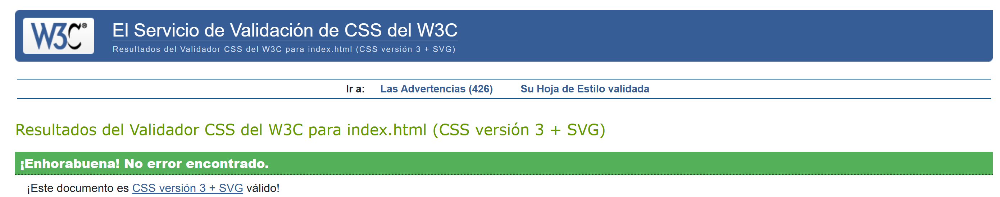 W3C®
El Servicio de Validación de CSS del W3C
Resultados del Validador CSS del W3C para index.html (CSS versión 3 + SVG)
Ir a: Las Advertencias (426) Su Hoja de Estilo validada
Resultados del Validador CSS del W3C para index.html (CSS versión 3 + SVG)
¡Enhorabuena! No error encontrado.
¡Este documento es CSS versión 3 + SVG válido!